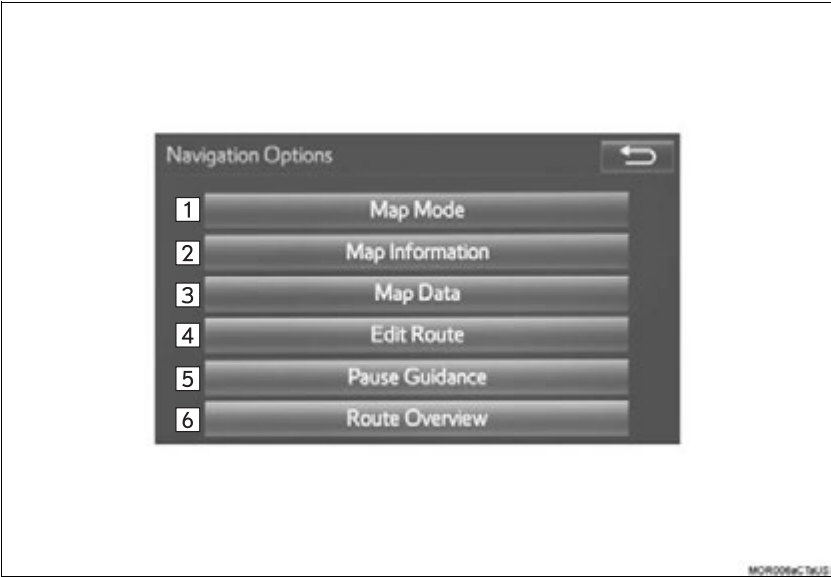 Navigation Options
1 Map Mode
2 Map Information
3 Map Data
4 Edit Route
5 Pause Guidance
6 Route Overview
MOR006aCTaUS